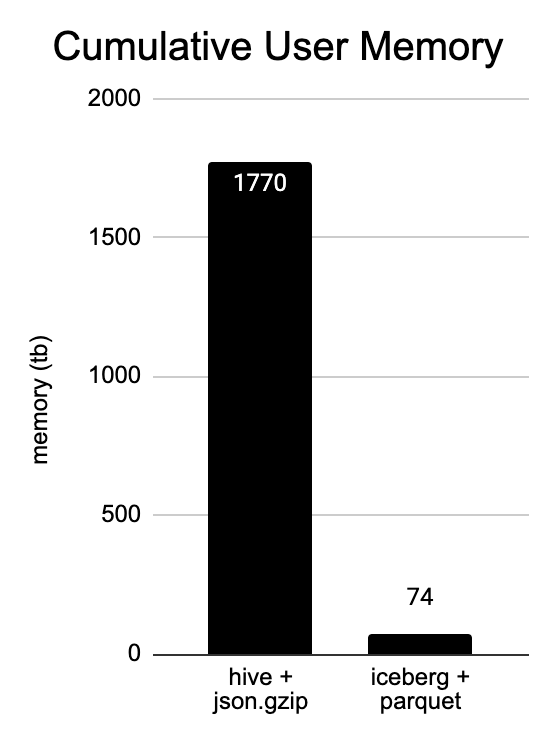 Cumulative User Memory
2000
1500
1000
500
0
memory (tb)
1770
74
hive +
json.gzip
iceberg +
parquet